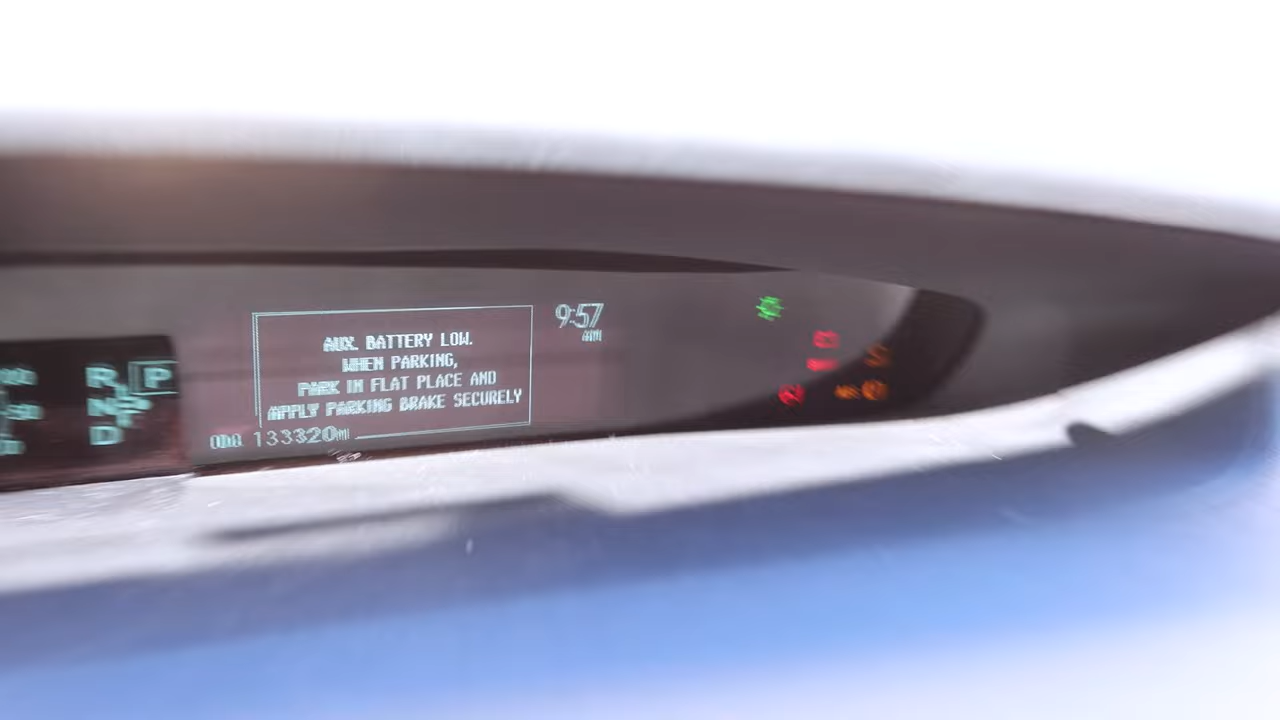 9:57
AM
AUX. BATTERY LOW.
WHEN PARKING,
PARK IN FLAT PLACE AND
APPLY PARKING BRAKE SECURELY
R P
N
D
ODO 133320MI